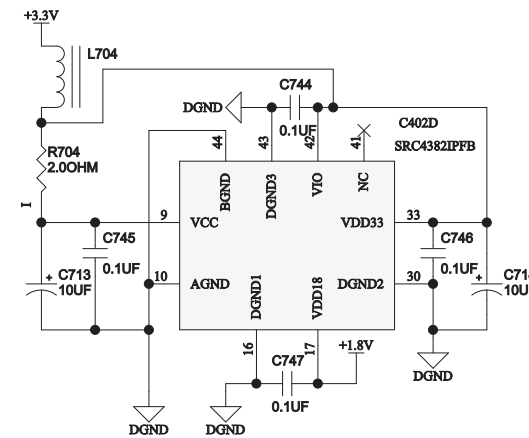 +3.3V
L704
C744
DGND
0.1UF
C402D
SRC4382IPFB
44
43
42
41
R704
2.0OHM
BGND
DGND3
VIO
NC
I
9
VCC
VDD33
33
C745
0.1UF
C746
0.1UF
C713
10UF
+
10
AGND
DGND2
30
+
C71
10U
DGND1
VDD18
16
17
+1.8V
C747
0.1UF
DGND
DGND
DGND